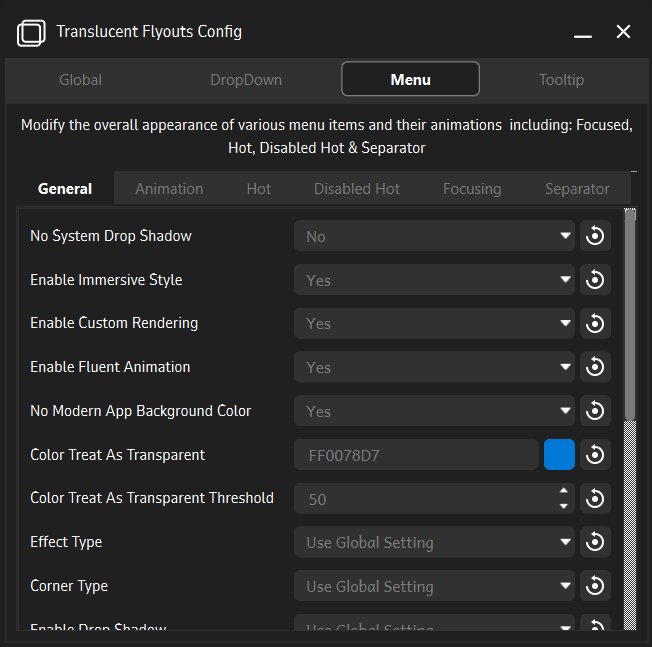 Translucent Flyouts Config
Global DropDown Menu Tooltip
Modify the overall appearance of various menu items and their animations  including: Focused,
Hot, Disabled Hot & Separator
General Animation Hot Disabled Hot Focusing Separator
No System Drop Shadow No
Enable Immersive Style Yes
Enable Custom Rendering Yes
Enable Fluent Animation Yes
No Modern App Background Color Yes
Color Treat As Transparent FF0078D7
Color Treat As Transparent Threshold 50
Effect Type Use Global Setting
Corner Type Use Global Setting
Enable Drop Shadow Use Global Setting